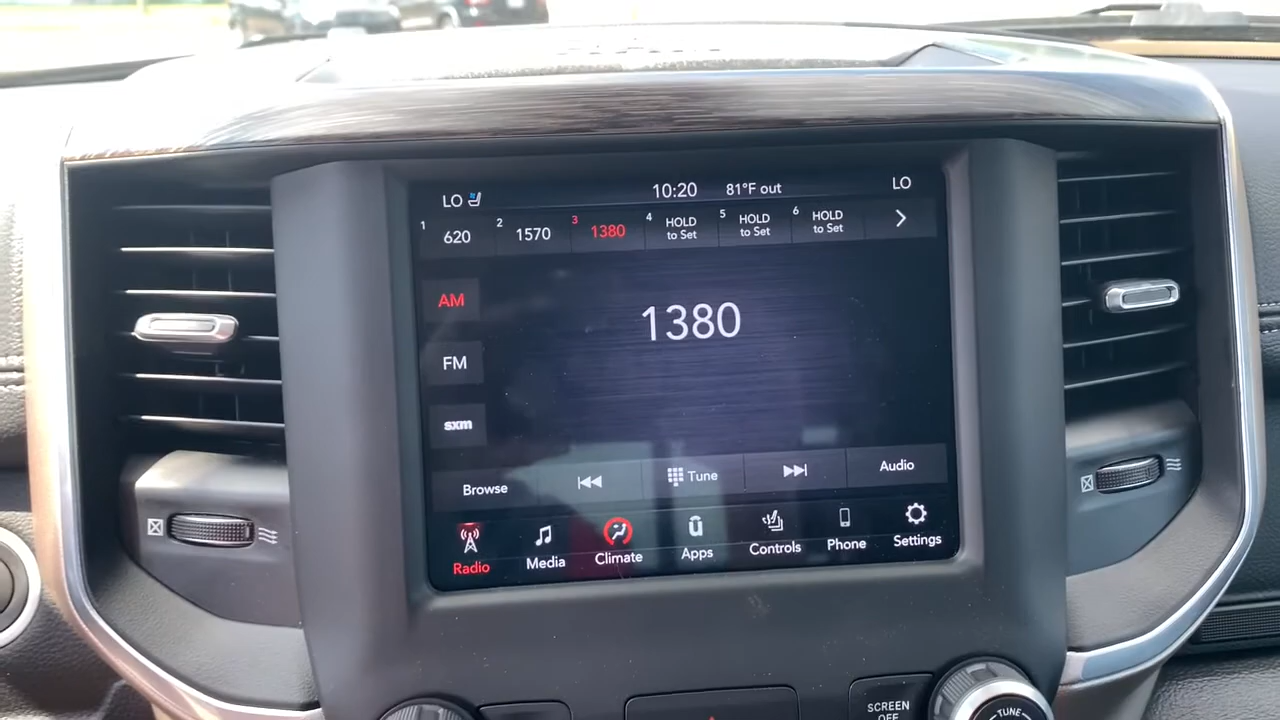 LO 10:20 81°F out LO
1 620 2 1570 3 1380 4 HOLD to Set 5 HOLD to Set 6 HOLD to Set
AM
1380
FM
sxm
Browse Tune Audio
Radio Media Climate Apps Controls Phone Settings
SCREEN
OFF
TUNE